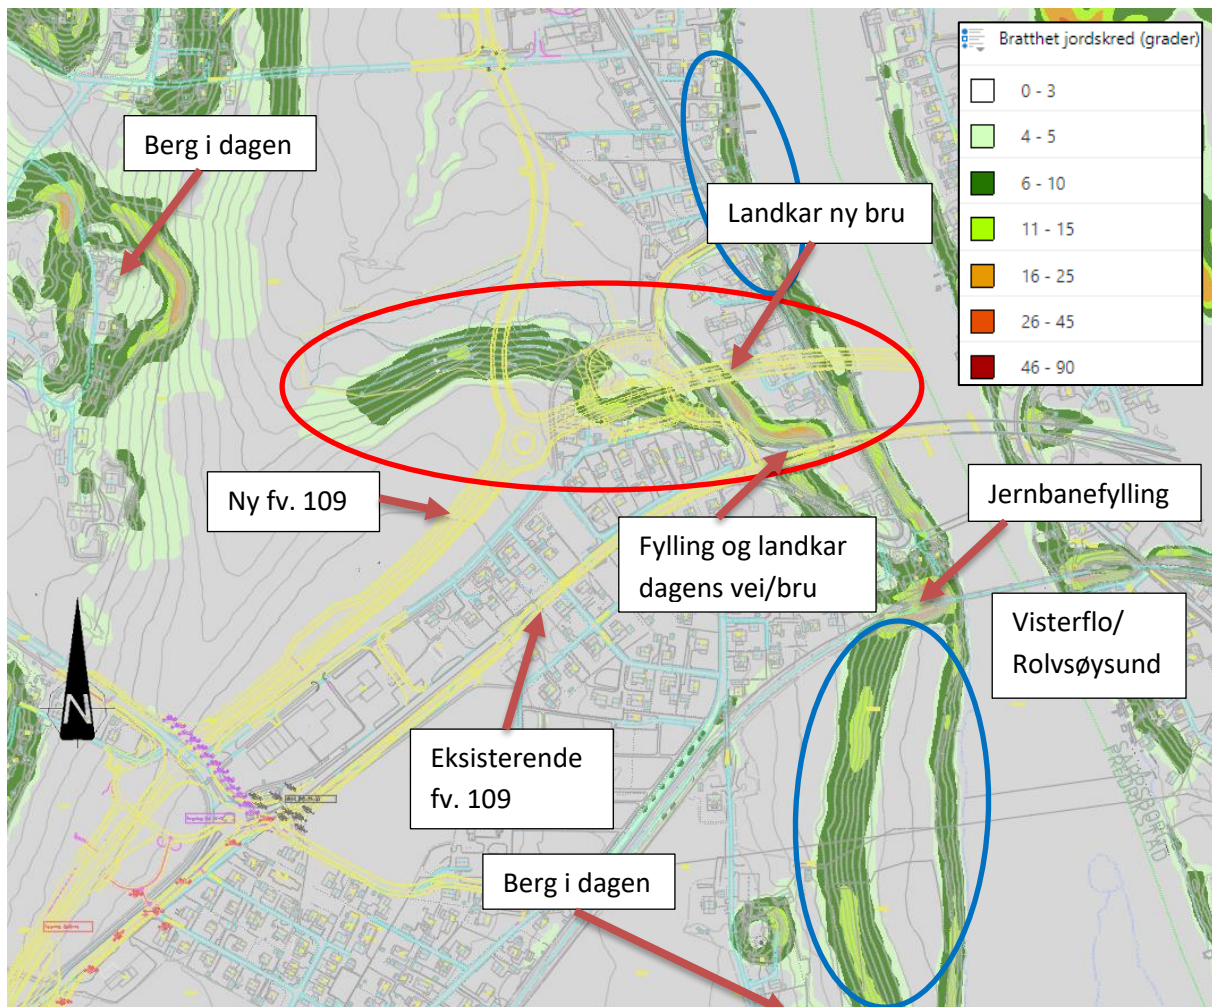 Bratthet jordskred (grader)
0 - 3
4 - 5
6 - 10
11 - 15
16 - 25
26 - 45
46 - 90
Berg i dagen
Landkar ny bru
Ny fv. 109
Fylling og landkar
dagens vei/bru
Jernbanefylling
Visterflo/
Rolvsøysund
Eksisterende
fv. 109
Berg i dagen
N